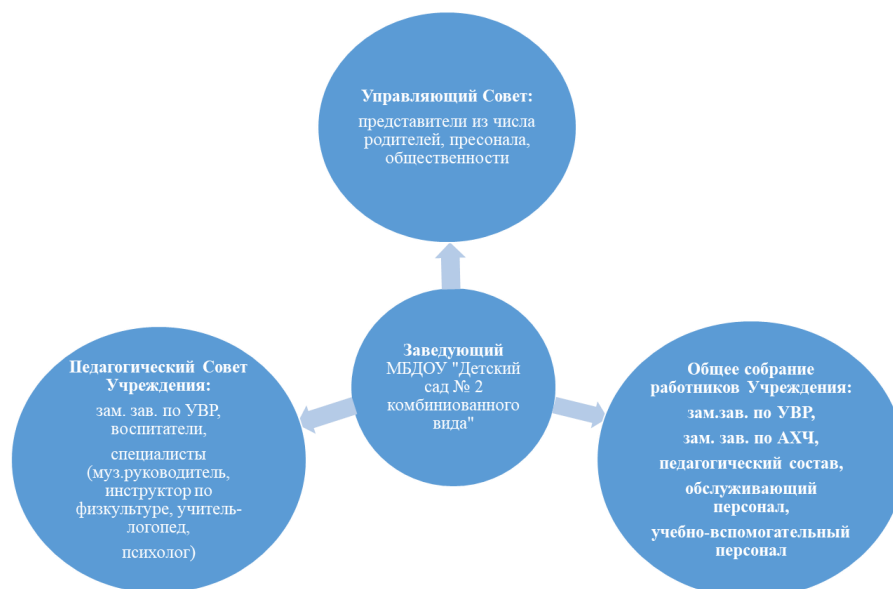 Управляющий Совет:
представители из числа
родителей, пресонала,
общественности
Заведующий
МБДОУ "Детский
сад № 2
комбиниованного
вида"
Педагогический Совет
Учреждения:
зам. зав. по УВР,
воспитатели,
специалисты
(муз.руководитель,
инструктор по
физкультуре, учитель-
логопед,
психолог)
Общее собрание
работников Учреждения:
зам.зав. по УВР,
зам. зав. по АХЧ,
педагогический состав,
обслуживающий
персонал,
учебно-вспомогательный
персонал